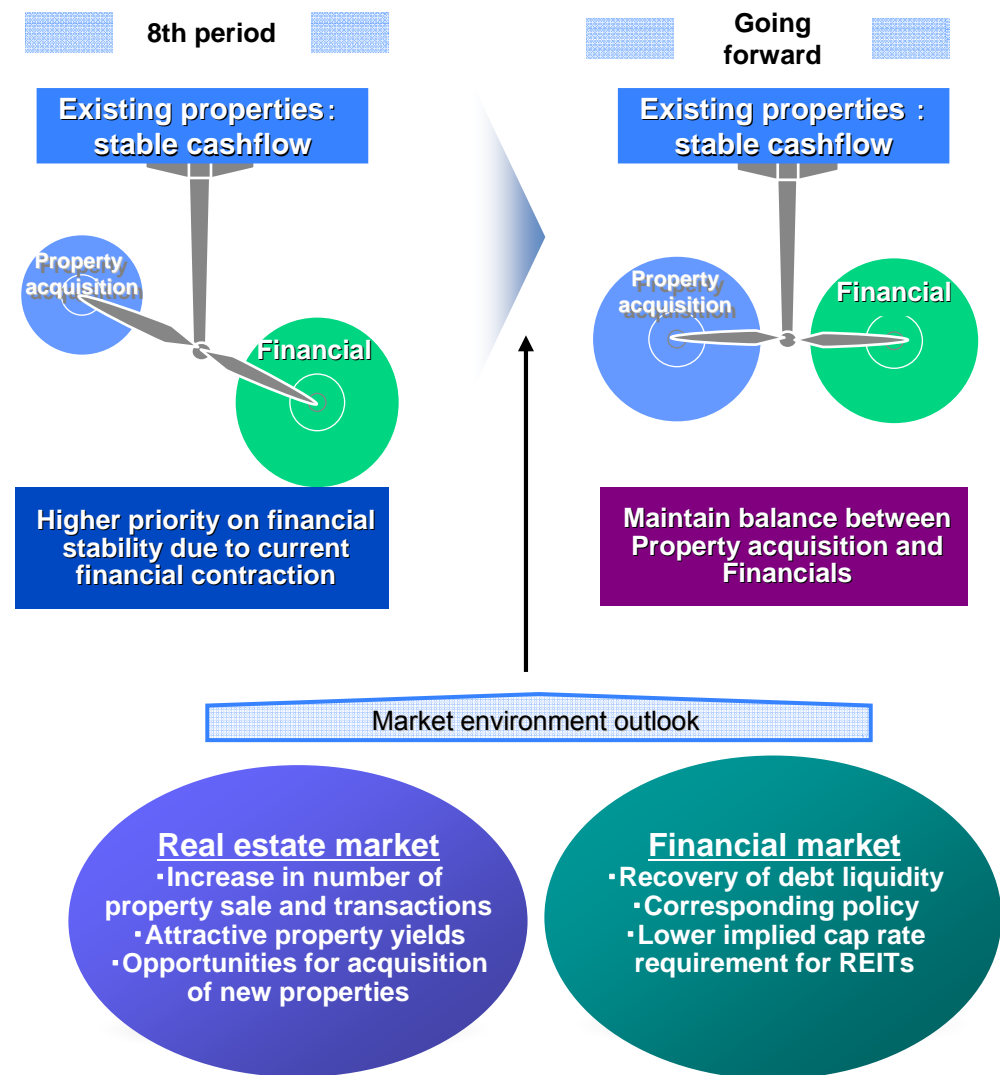 8th period
Going
forward
Existing properties：
stable cashflow
Existing properties：
stable cashflow
Property
acquisition
Financial
Property
acquisition
Financial
Higher priority on financial
stability due to current
financial contraction
Maintain balance between
Property acquisition and
Financials
Market environment outlook
Real estate market
・Increase in number of
property sale and transactions
・Attractive property yields
・Opportunities for acquisition
of new properties
Financial market
・Recovery of debt liquidity
・Corresponding policy
・Lower implied cap rate
requirement for REITs